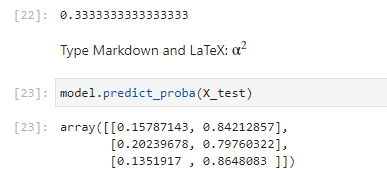 [22]: 0.3333333333333333
Type Markdown and LaTeX: α²
[23]: model.predict_proba(X_test)
[23]: array([[0.15787143, 0.84212857],
[0.20239678, 0.79760322],
[0.1351917 , 0.8648083 ]])